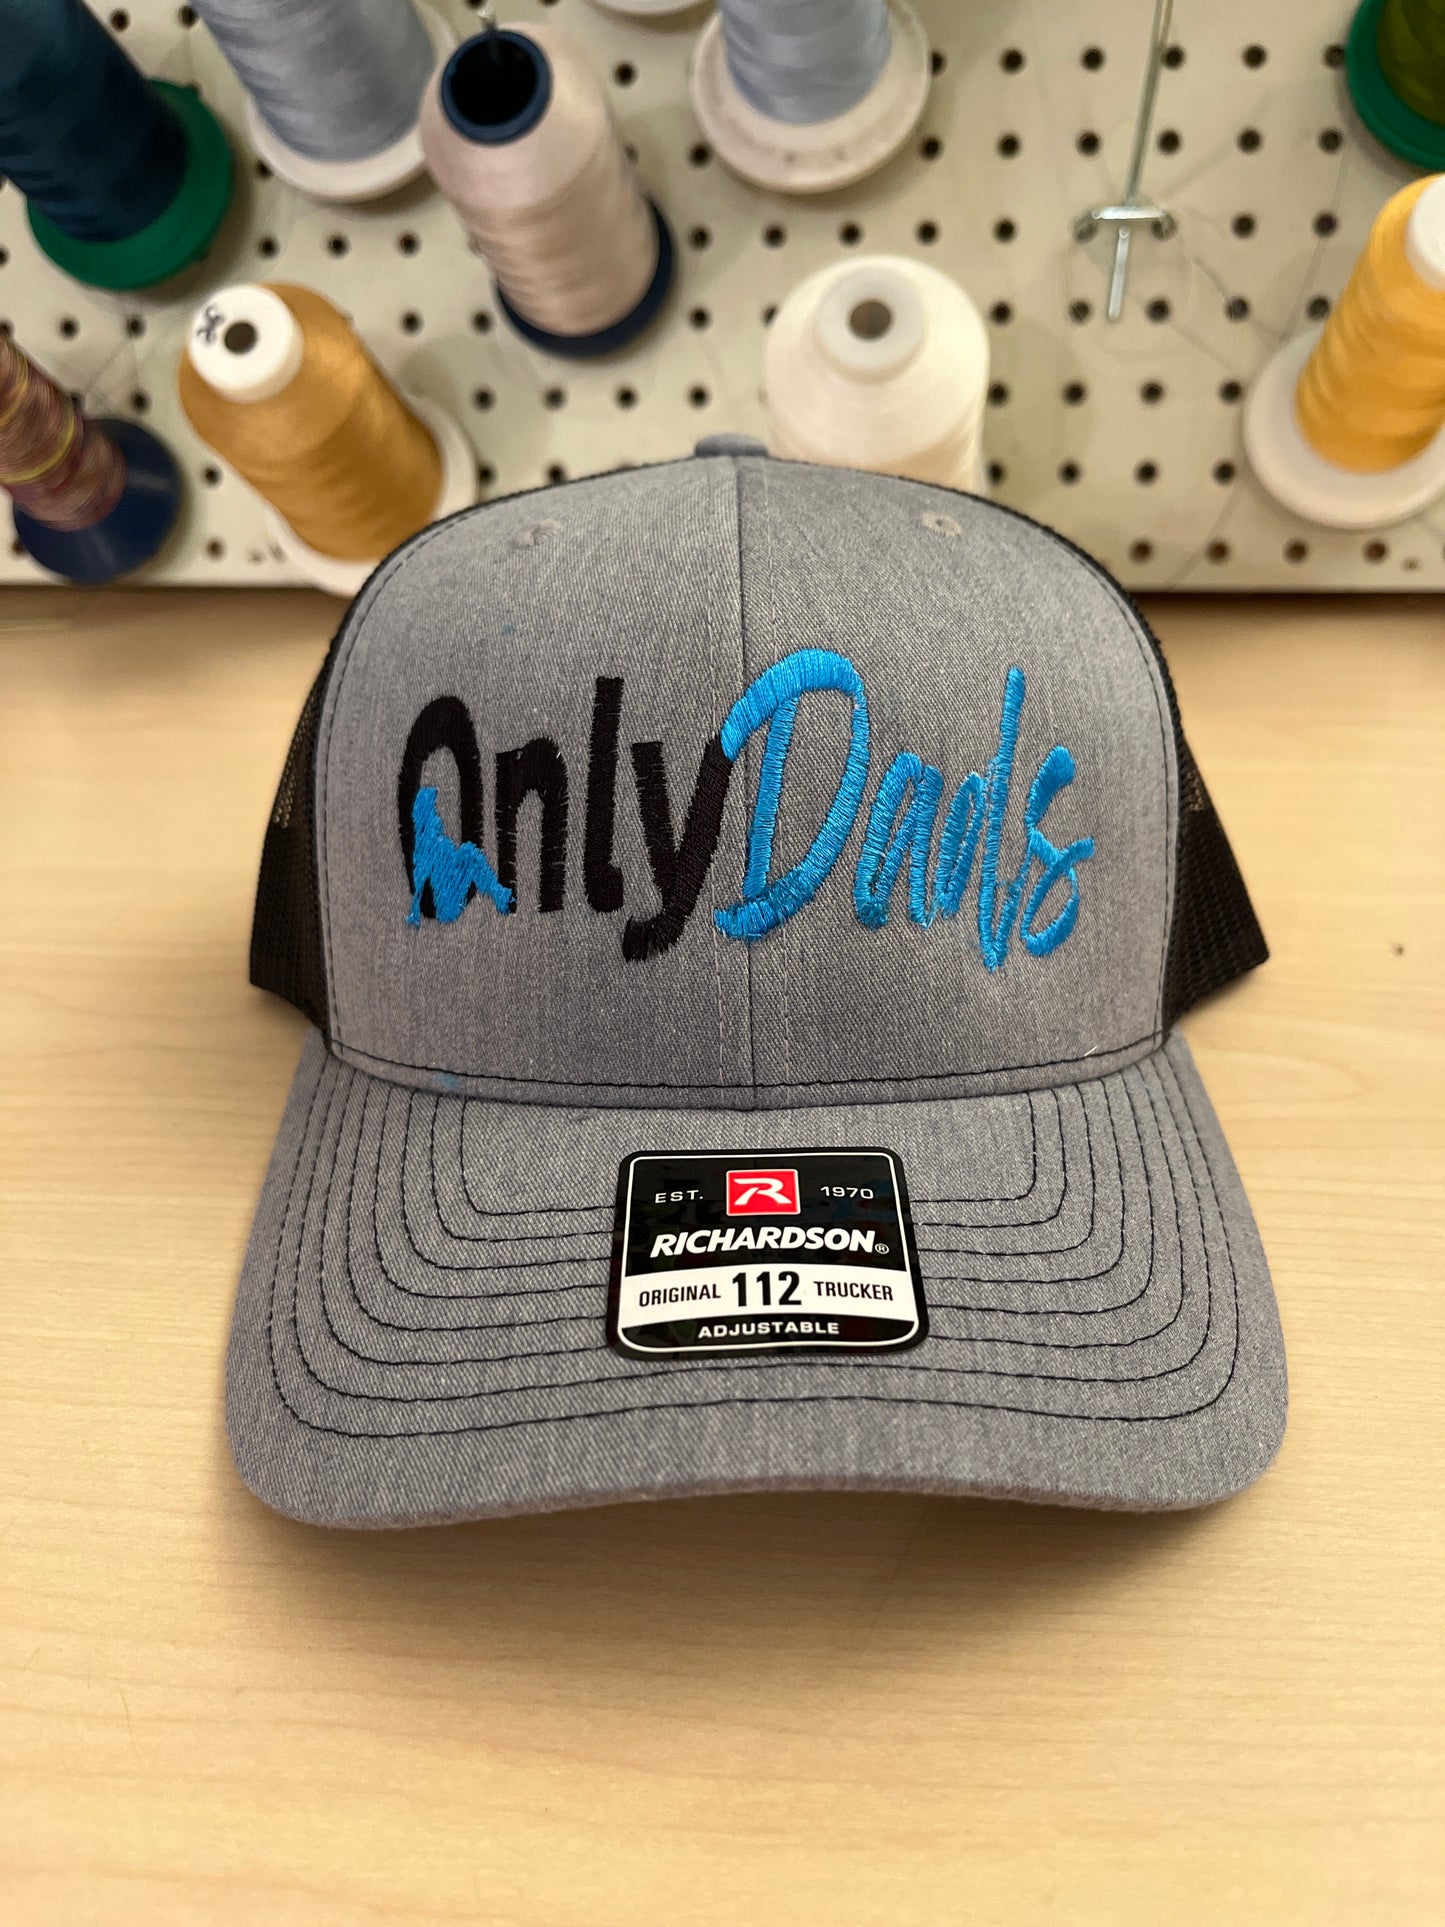 OnlyDads
EST. R 1970
RICHARDSON®
ORIGINAL 112 TRUCKER
ADJUSTABLE